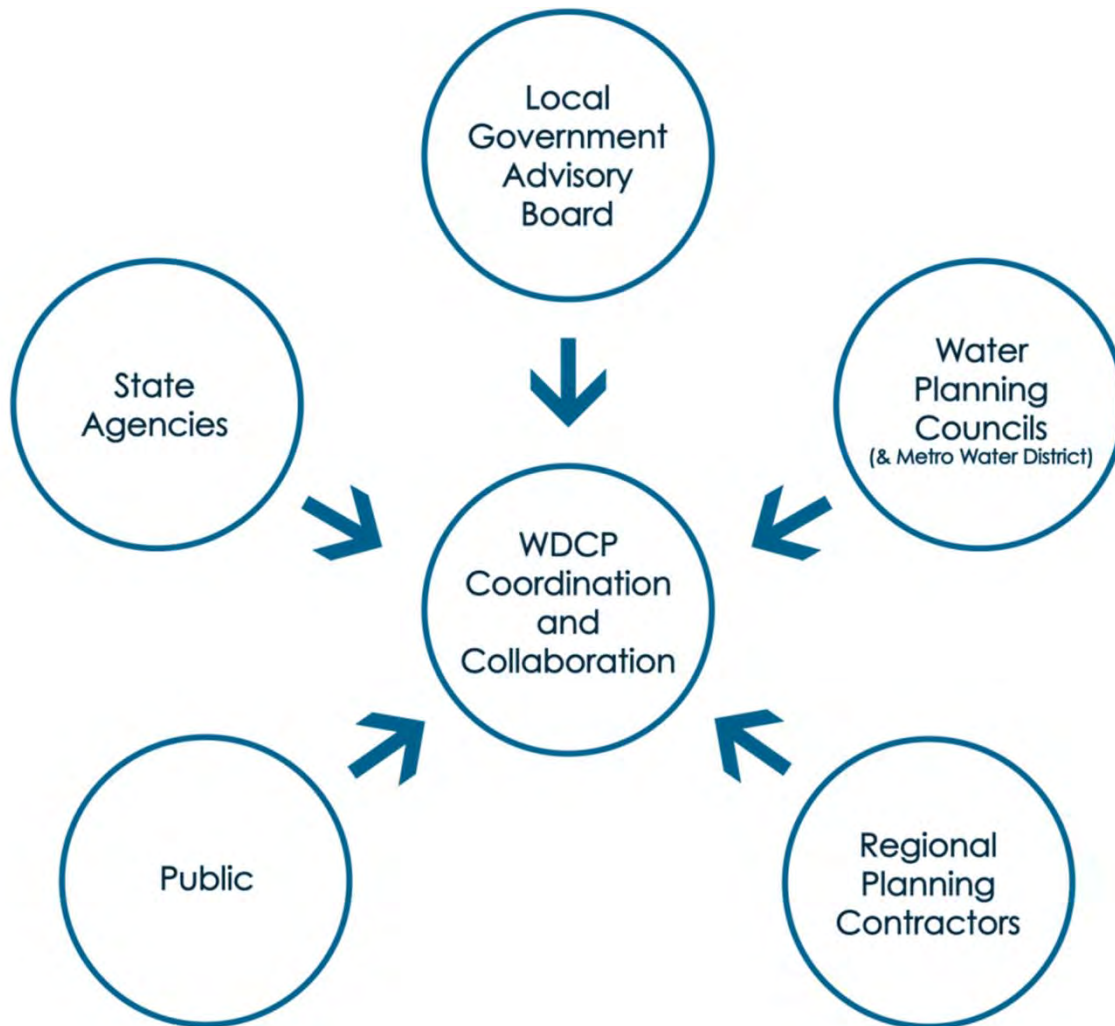 Local
Government
Advisory
Board
State
Agencies
Water
Planning
Councils
(& Metro Water District)
WDCP
Coordination
and
Collaboration
Public
Regional
Planning
Contractors